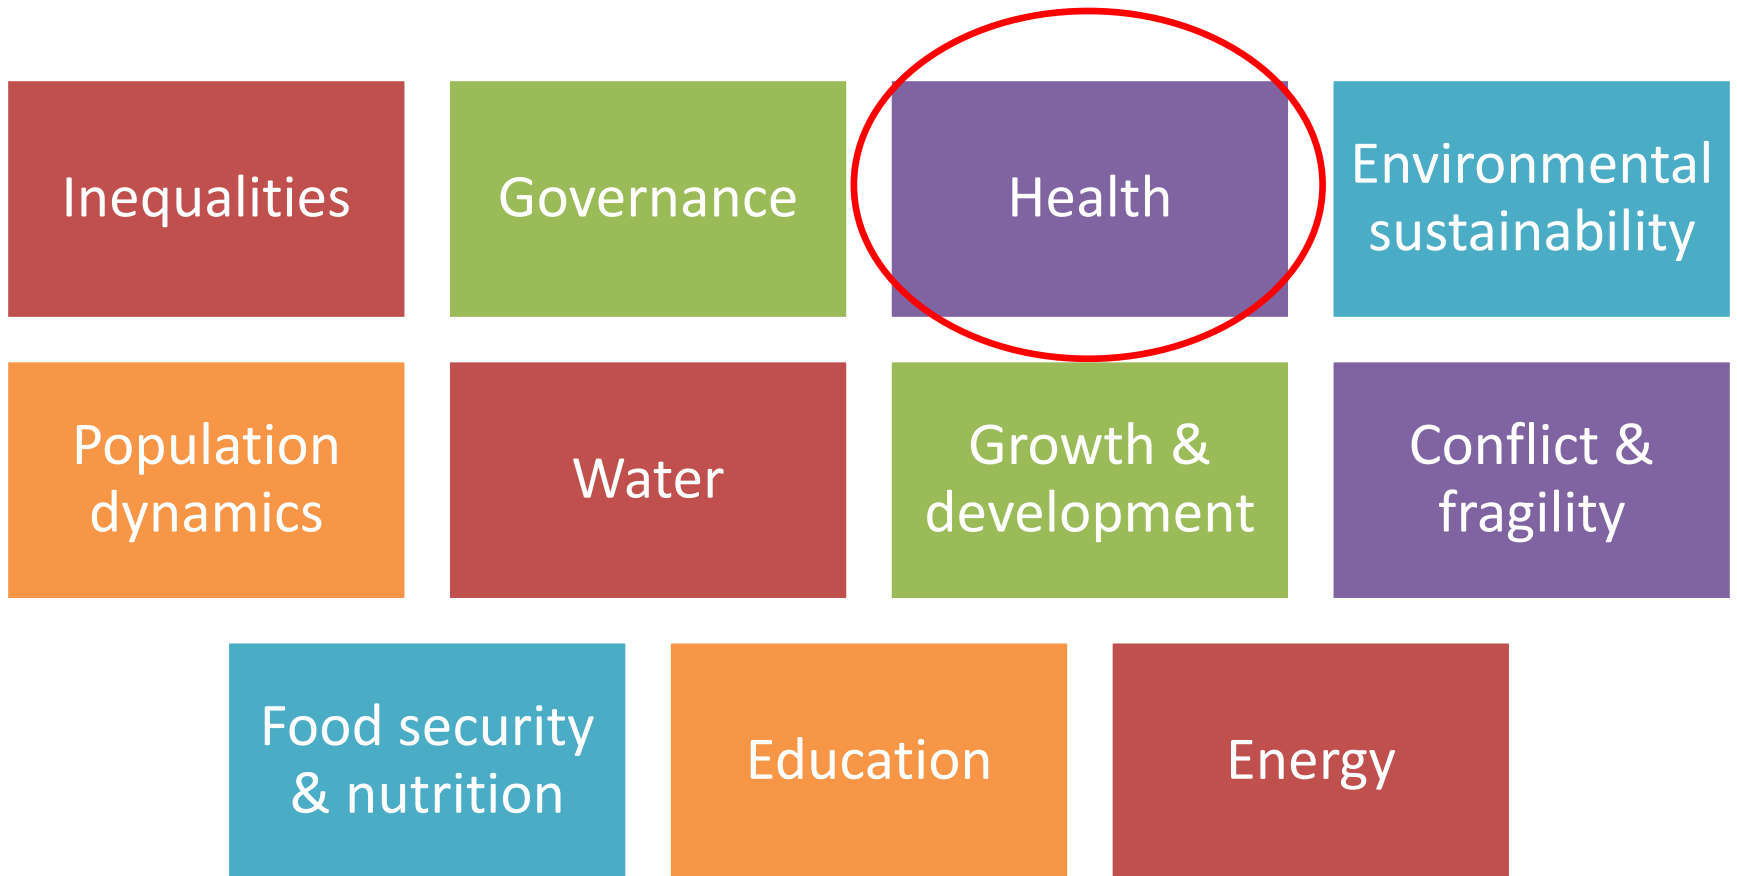 Inequalities
Governance
Health
Environmental
sustainability
Population
dynamics
Water
Growth &
development
Conflict &
fragility
Food security
& nutrition
Education
Energy